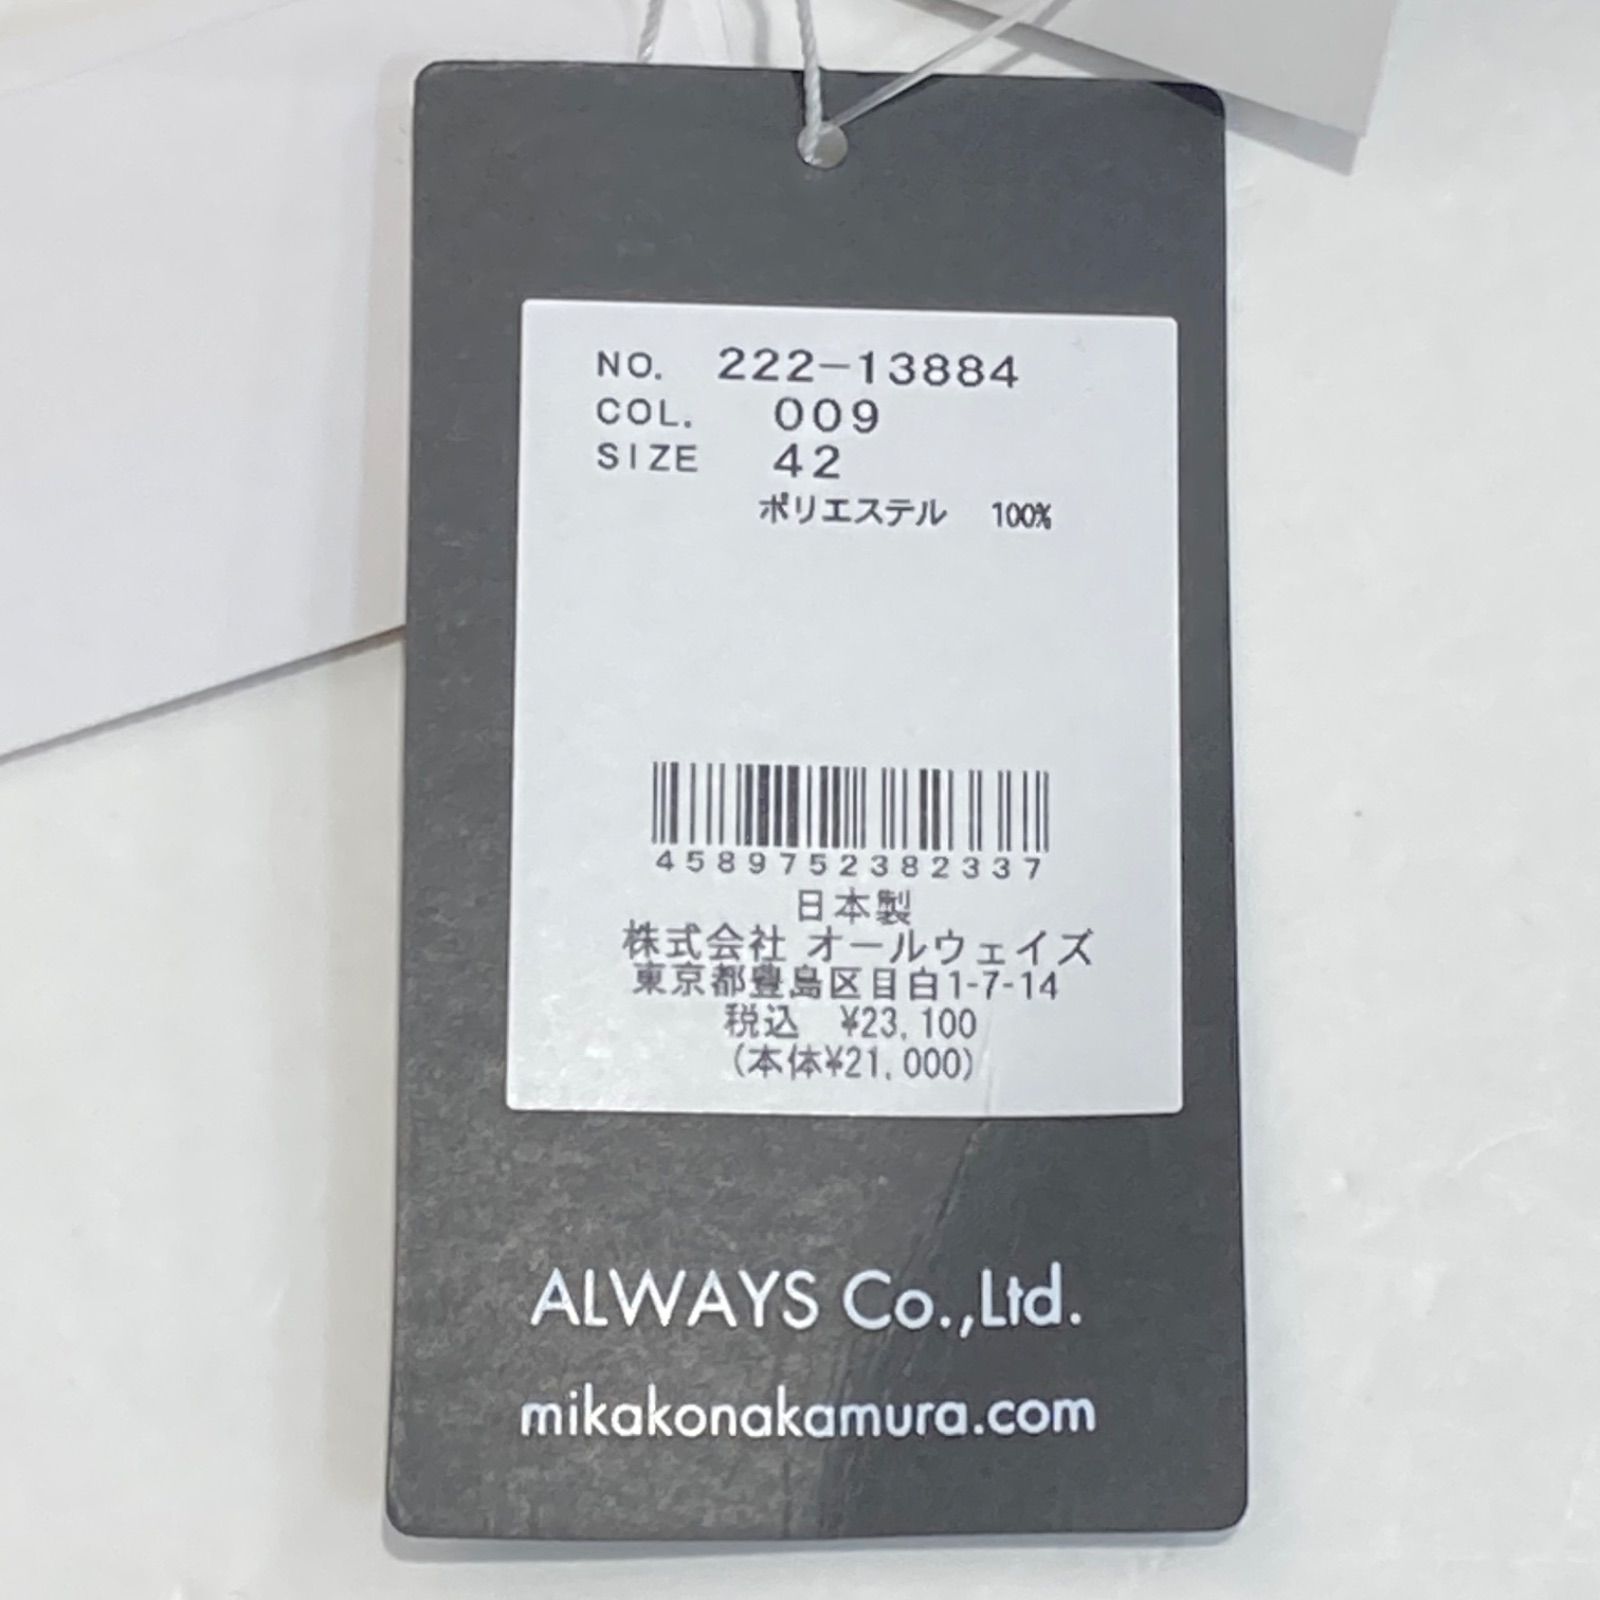 NO. 222-13884
COL. 009
SIZE 42
ポリエステル 100%
4589752382337
日本製
株式会社 オールウェイズ
東京都豊島区目白1-7-14
税込 ¥23,100
(本体¥21,000)
ALWAYS Co.,Ltd.
mikakonakamura.com